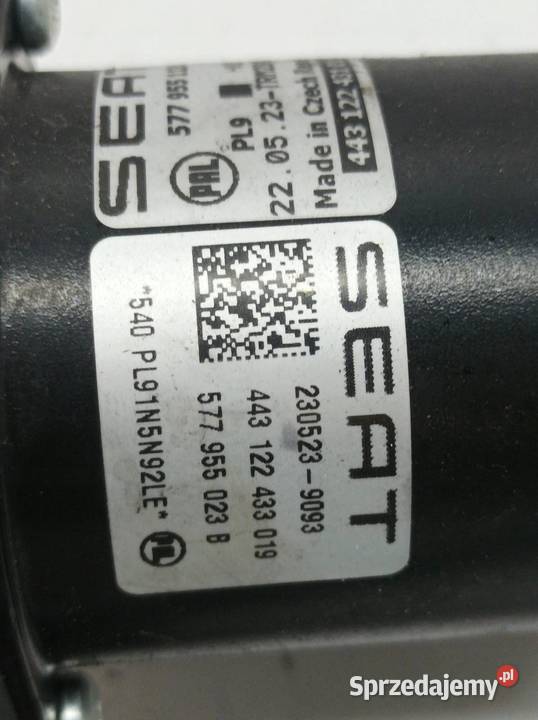 SEAT
577 955
PAL
PL9
22.05.23-
Made in Czech
443 122
SEAT
230523-9093
443 122 433 019
577 955 023 B
*540 PL91N5N92LE*
Sprzedajemy.pl